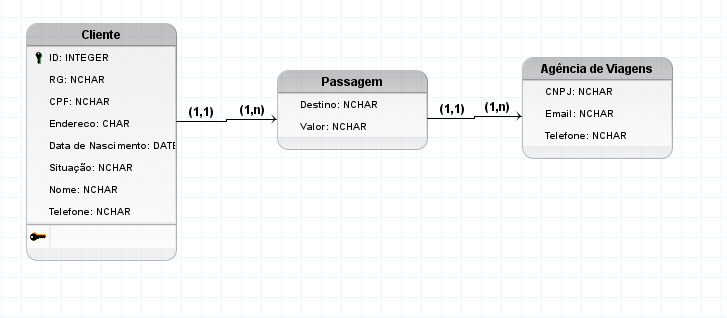 Cliente
ID: INTEGER
RG: NCHAR
CPF: NCHAR
Endereco: CHAR
Data de Nascimento: DATE
Situação: NCHAR
Nome: NCHAR
Telefone: NCHAR
(1,1)
(1,n)
Passagem
Destino: NCHAR
Valor: NCHAR
(1,1)
(1,n)
Agência de Viagens
CNPJ: NCHAR
Email: NCHAR
Telefone: NCHAR